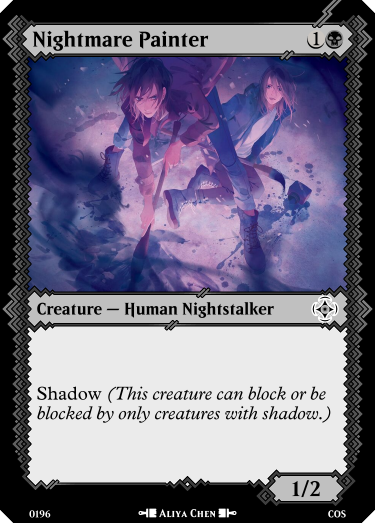 Nightmare Painter 1
Creature — Human Nightstalker
Shadow (This creature can block or be
blocked by only creatures with shadow.)
1/2
0196 Aliya Chen COS